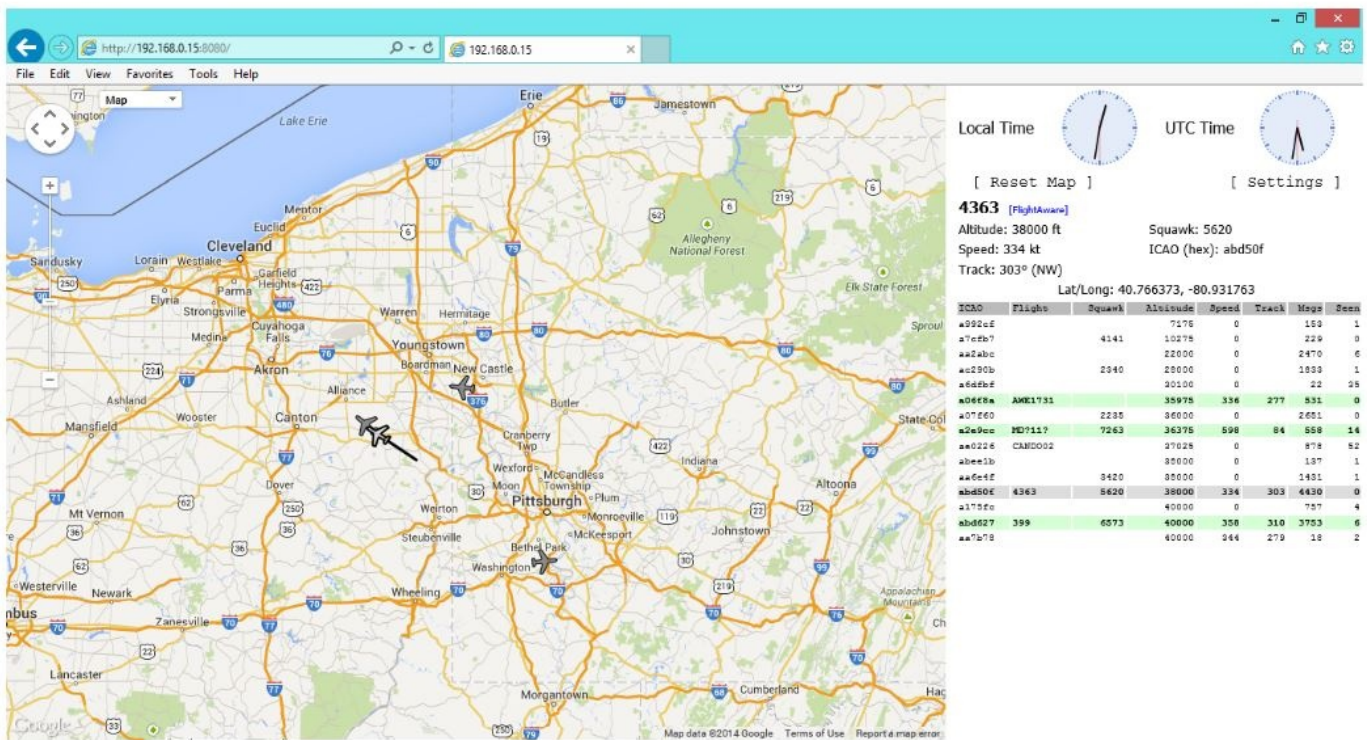 http://192.168.0.15:8080/
192.168.0.15
File Edit View Favorites Tools Help
Map
Lake Erie
Erie
Jamestown
Mentor
Euclid
Cleveland
Sandusky
Lorain
Westlake
Garfield Heights
Elyria
Parma
Strongsville
Medina
Cuyahoga Falls
Akron
Warren
Hermitage
Youngstown
Boardman
New Castle
Allegheny National Forest
Elk State Forest
Sproul
Ashland
Wooster
Mansfield
Canton
Alliance
Butler
State Col
Cranberry Twp
Wexford
McCandless Township
Moon
Indiana
Altoona
Pittsburgh
Plum
Monroeville
McKeesport
Johnstown
Dover
Mt Vernon
Weirton
Steubenville
Bethel Park
Washington
Westerville
Newark
Wheeling
Appalachian Mountains
nbus
Zanesville
Lancaster
Morgantown
Cumberland
Hag
Google
Map data ©2014 Google Terms of Use Report a map error
Local Time UTC Time
[ Reset Map ] [ Settings ]
4363 [FlightAware]
Altitude: 38000 ft Squawk: 5620
Speed: 334 kt ICAO (hex): abd50f
Track: 303º (NW)
Lat/Long: 40.766373, -80.931763
ICAO Flight Squawk Altitude Speed Track Msgs Seen
a992cf 7175 0 153 1
a7cfb7 4141 10275 0 229 0
aa2abc 22000 0 2470 6
ac290b 2340 28000 0 1833 1
a6dfbf 30100 0 22 25
a06f8a AWE1731 35975 336 277 531 0
a07f60 2235 36000 0 2651 0
a2a9cc MD?11? 7263 36375 598 84 558 14
ae0226 CANDO02 37025 0 878 52
abee1b 38000 0 137 1
aa6e4f 3420 38000 0 1431 1
abd50f 4363 5620 38000 334 303 4430 0
a175fc 40000 0 757 4
abd627 399 6573 40000 358 310 3753 6
aa7b78 40000 344 279 18 2